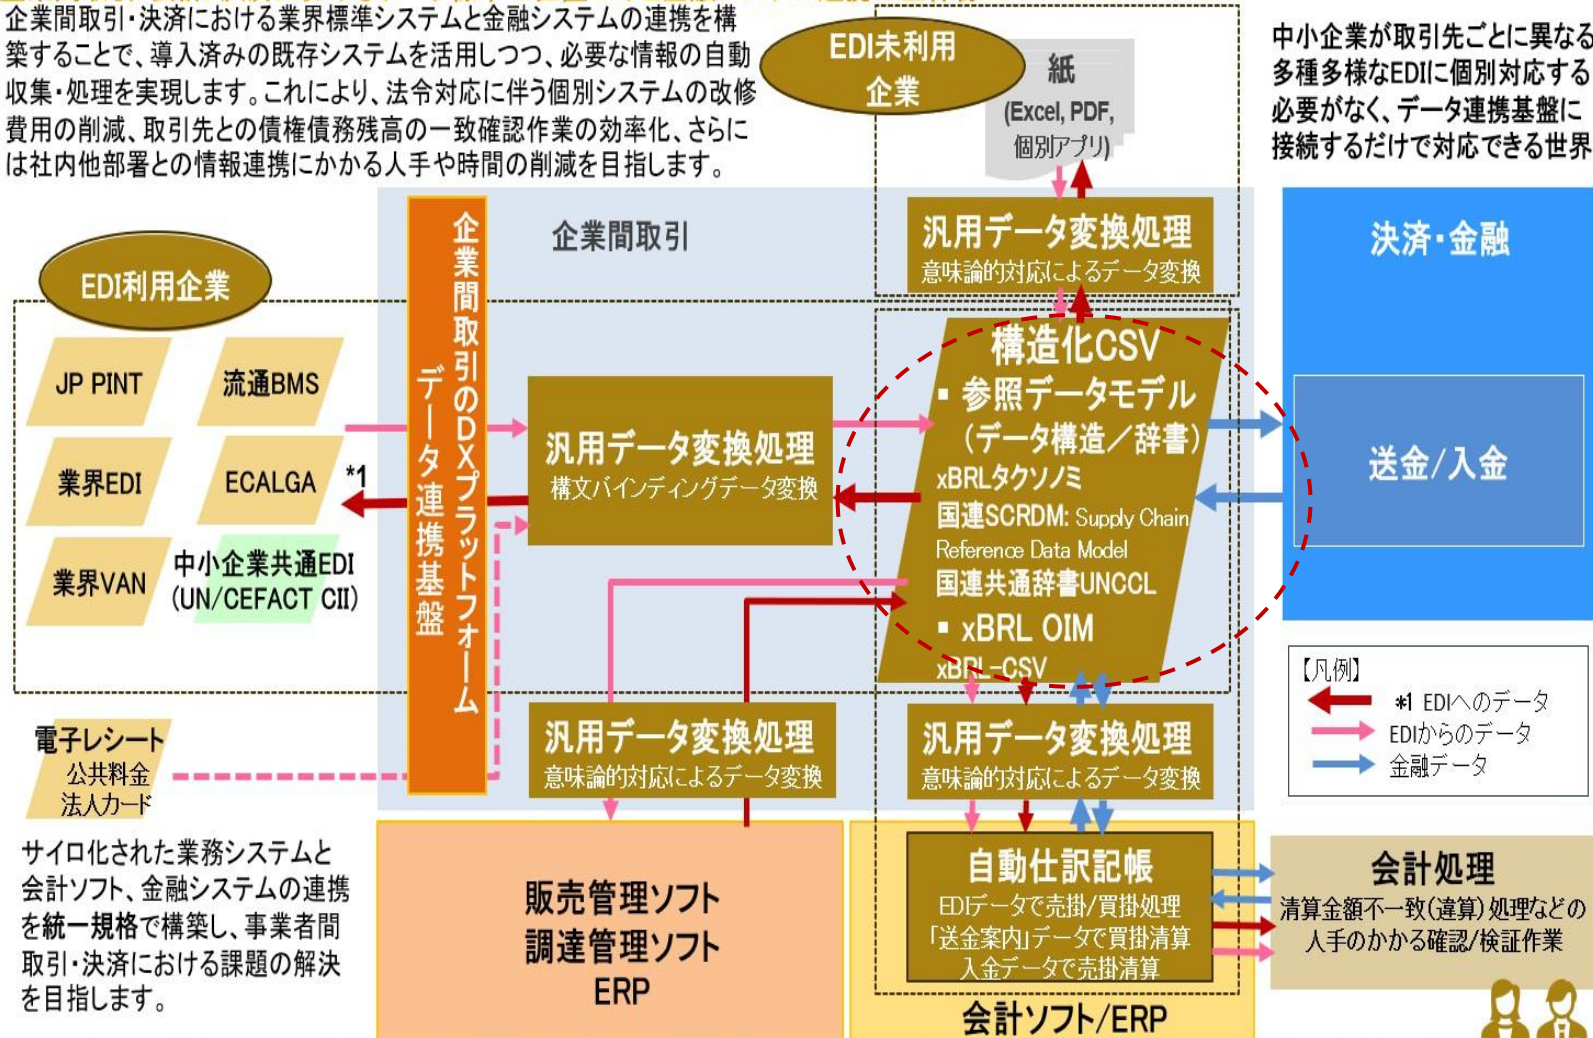 企業間取引・決済における業界標準システムと金融システムの連携を構
築することで、導入済みの既存システムを活用しつつ、必要な情報の自動
収集・処理を実現します。これにより、法令対応に伴う個別システムの改修
費用の削減、取引先との債権債務残高の一致確認作業の効率化、さらに
は社内他部署との情報連携にかかる人手や時間の削減を目指します。
EDI未利用
企業
紙
(Excel, PDF,
個別アプリ)
中小企業が取引先ごとに異なる
多種多様なEDIに個別対応する
必要がなく、データ連携基盤に
接続するだけで対応できる世界
企業間取引
汎用データ変換処理
意味論的対応によるデータ変換
決済・金融
送金/入金
EDI利用企業
JP PINT
流通BMS
業界EDI
ECALGA
*1
業界VAN
中小企業共通EDI
(UN/CEFACT CII)
企業間取引のDXプラットフォーム
データ連携基盤
汎用データ変換処理
構文バインディングデータ変換
構造化CSV
▪ 参照データモデル
(データ構造/辞書)
xBRLタクソノミ
国連SCRDM: Supply Chain
Reference Data Model
国連共通辞書UNCCL
▪ xBRL OIM
xBRL-CSV
【凡例】
*1 EDIへのデータ
EDIからのデータ
金融データ
電子レシート
公共料金
法人カード
汎用データ変換処理
意味論的対応によるデータ変換
汎用データ変換処理
意味論的対応によるデータ変換
サイロ化された業務システムと
会計ソフト、金融システムの連携
を統一規格で構築し、事業者間
取引・決済における課題の解決
を目指します。
販売管理ソフト
調達管理ソフト
ERP
自動仕訳記帳
EDIデータで売掛/買掛処理
「送金案内」データで買掛清算
入金データで売掛清算
会計ソフト/ERP
会計処理
清算金額不一致(違算)処理などの
人手のかかる確認/検証作業